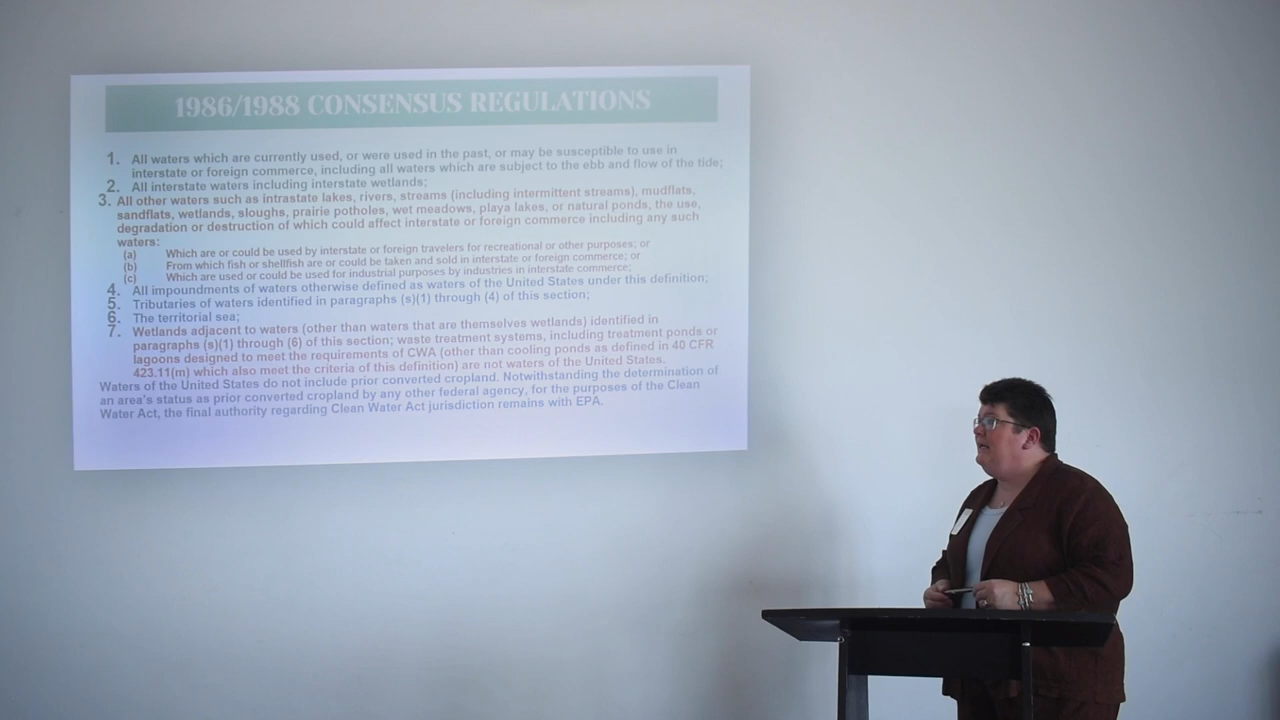 1986/1988 CONSENSUS REGULATIONS
1. All waters which are currently used, or were used in the past, or may be susceptible to use in
interstate or foreign commerce, including all waters which are subject to the ebb and flow of the tide;
2. All interstate waters including interstate wetlands;
3. All other waters such as intrastate lakes, rivers, streams (including intermittent streams), mudflats,
sandflats, wetlands, sloughs, prairie potholes, wet meadows, playa lakes, or natural ponds, the use,
degradation or destruction of which could affect interstate or foreign commerce including any such
waters:
(a) Which are or could be used by interstate or foreign travelers for recreational or other purposes; or
(b) From which fish or shellfish are or could be taken and sold in interstate or foreign commerce; or
(c) Which are used or could be used for industrial purposes by industries in interstate commerce;
4. All impoundments of waters otherwise defined as waters of the United States under this definition;
5. Tributaries of waters identified in paragraphs (s)(1) through (4) of this section;
6. The territorial sea;
7. Wetlands adjacent to waters (other than waters that are themselves wetlands) identified in
paragraphs (s)(1) through (6) of this section; waste treatment systems, including treatment ponds or
lagoons designed to meet the requirements of CWA (other than cooling ponds as defined in 40 CFR
423.11(m) which also meet the criteria of this definition) are not waters of the United States.
Waters of the United States do not include prior converted cropland. Notwithstanding the determination of
an area's status as prior converted cropland by any other federal agency, for the purposes of the Clean
Water Act, the final authority regarding Clean Water Act jurisdiction remains with EPA.